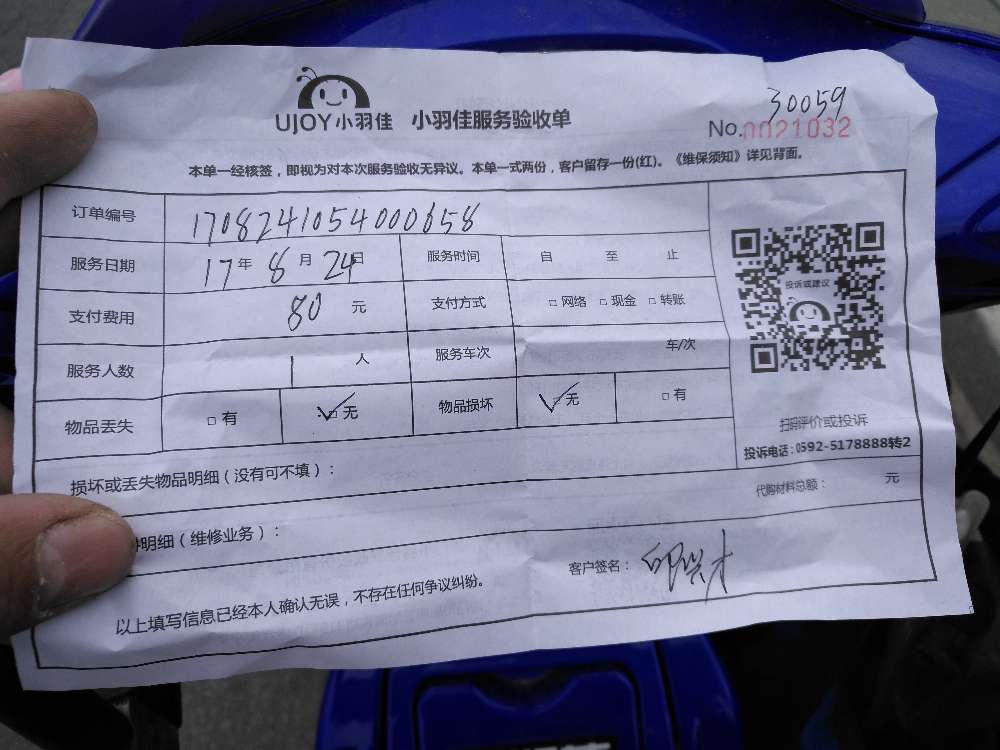 30059
UJOY小羽佳 小羽佳服务验收单
No.0021032
本单一经核签，即视为对本次服务验收无异议。本单一式两份，客户留存一份(红)。《维保须知》详见背面。
订单编号 1708241054000658
服务日期 17年8月24日 服务时间 自 至 止
支付费用 80元 支付方式 □网络 □现金 □转账
服务人数 1人 服务车次 车/次
物品丢失 □有 ✓□无 物品损坏 ✓□无 □有
投诉或建议
扫码评价或投诉
投诉电话：0592-5178888转2
损坏或丢失物品明细（没有可不填）：
代购材料总额： 元
明细（维修业务）：
客户签名：
以上填写信息已经本人确认无误，不存在任何争议纠纷。